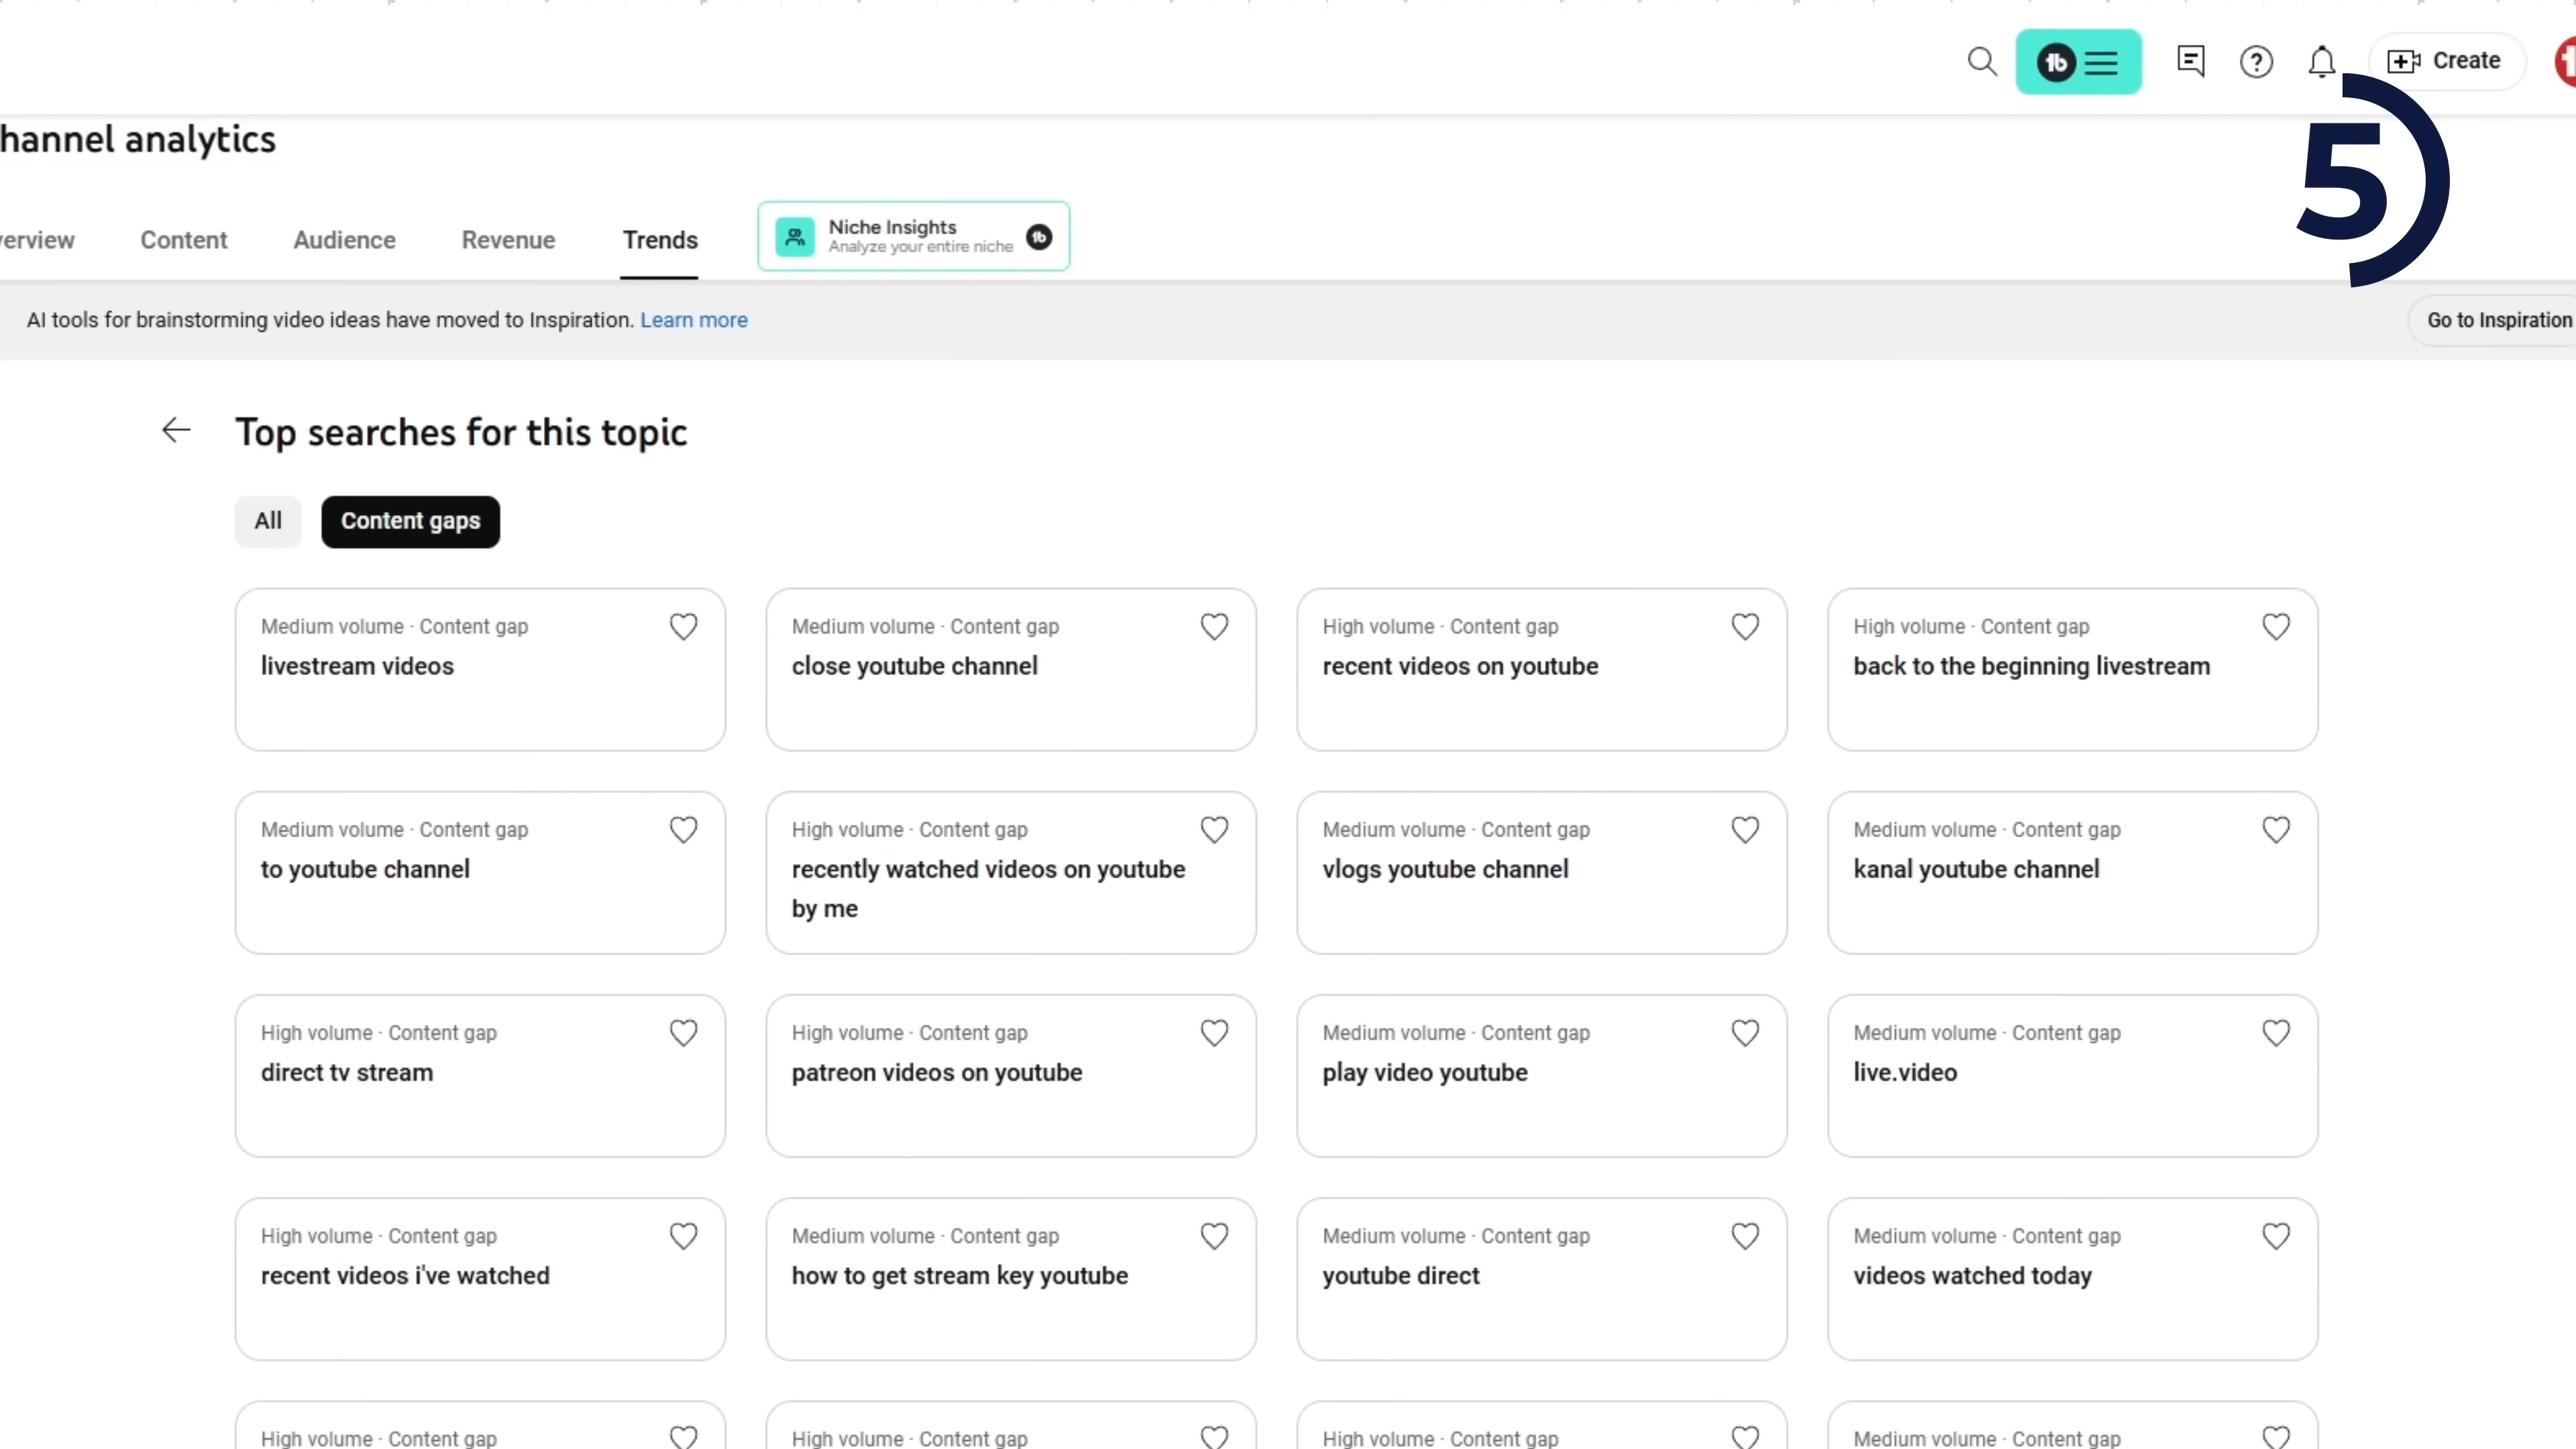 Create
hannel analytics
5
verview
Content
Audience
Revenue
Trends
Niche Insights
Analyze your entire niche
AI tools for brainstorming video ideas have moved to Inspiration. Learn more
Go to Inspiration
Top searches for this topic
All
Content gaps
Medium volume · Content gap
livestream videos
Medium volume · Content gap
close youtube channel
High volume · Content gap
recent videos on youtube
High volume · Content gap
back to the beginning livestream
Medium volume · Content gap
to youtube channel
High volume · Content gap
recently watched videos on youtube
by me
Medium volume · Content gap
vlogs youtube channel
Medium volume · Content gap
kanal youtube channel
High volume · Content gap
direct tv stream
High volume · Content gap
patreon videos on youtube
Medium volume · Content gap
play video youtube
Medium volume · Content gap
live.video
High volume · Content gap
recent videos i've watched
Medium volume · Content gap
how to get stream key youtube
Medium volume · Content gap
youtube direct
Medium volume · Content gap
videos watched today
High volume · Content gap
High volume · Content gap
High volume · Content gap
Medium volume · Content gap